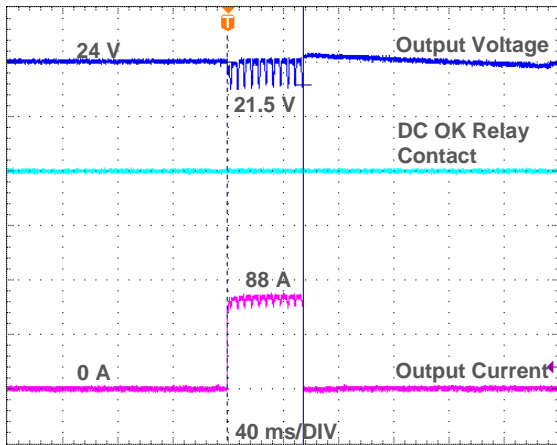 T
24 V
Output Voltage
21.5 V
DC OK Relay
Contact
88 A
0 A
Output Current
40 ms/DIV